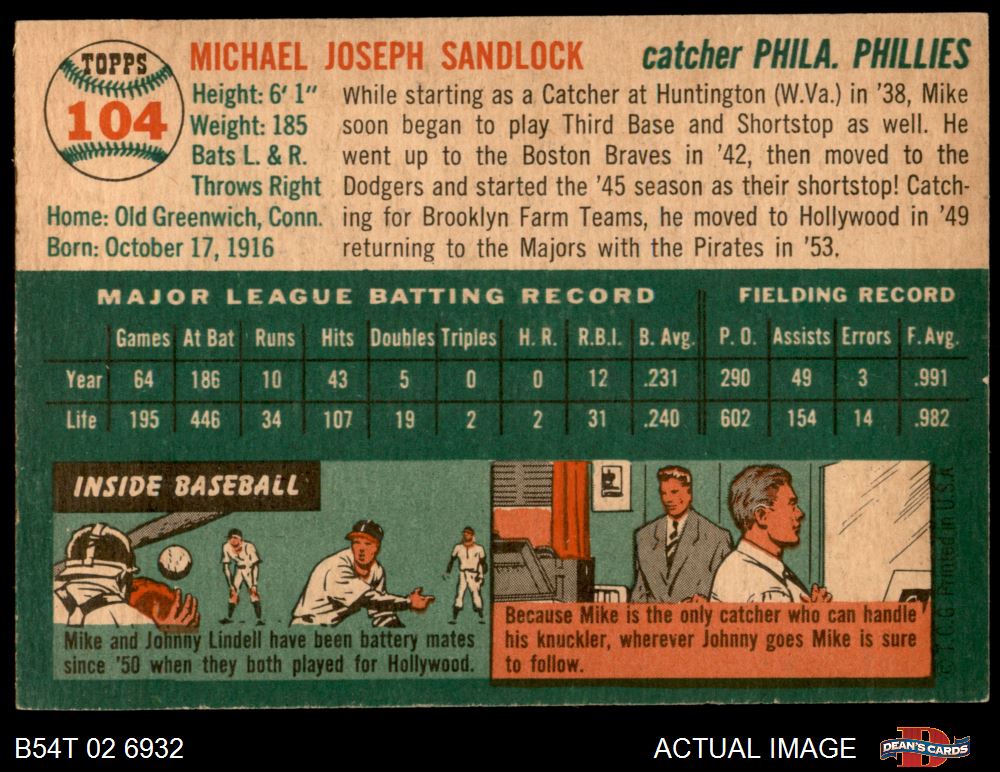 TOPPS
104
MICHAEL JOSEPH SANDLOCK
catcher PHILA. PHILLIES
Height: 6' 1"
Weight: 185
Bats L. & R.
Throws Right
Home: Old Greenwich, Conn.
Born: October 17, 1916
While starting as a Catcher at Huntington (W.Va.) in '38, Mike
soon began to play Third Base and Shortstop as well. He
went up to the Boston Braves in '42, then moved to the
Dodgers and started the '45 season as their shortstop! Catch-
ing for Brooklyn Farm Teams, he moved to Hollywood in '49
returning to the Majors with the Pirates in '53.
MAJOR LEAGUE BATTING RECORD FIELDING RECORD
Games At Bat Runs Hits Doubles Triples H. R. R.B.I. B. Avg. P. O. Assists Errors F. Avg.
Year 64 186 10 43 5 0 0 12 .231 290 49 3 .991
Life 195 446 34 107 19 2 2 31 .240 602 154 14 .982
INSIDE BASEBALL
Mike and Johnny Lindell have been battery mates
since '50 when they both played for Hollywood.
Because Mike is the only catcher who can handle
his knuckler, wherever Johnny goes Mike is sure
to follow.
© T.C.G. Printed in U.S.A.
B54T 02 6932
ACTUAL IMAGE
D
DEAN'S CARDS